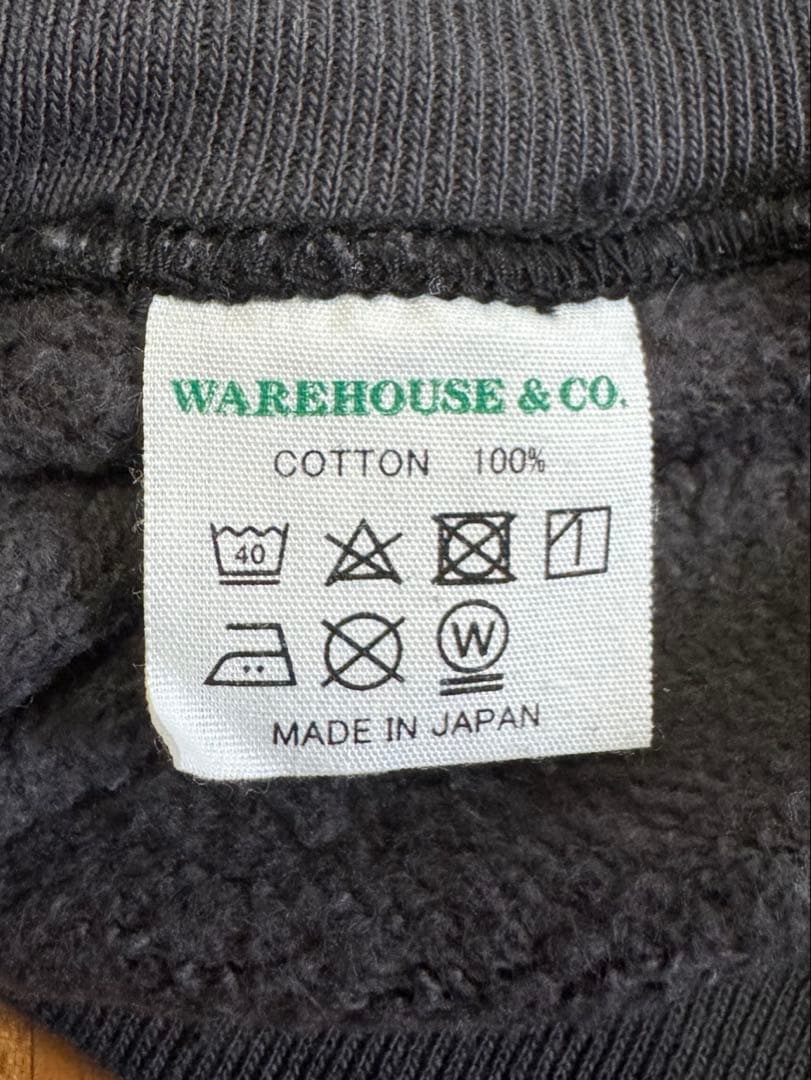 WAREHOUSE & CO.
COTTON 100%
40
W
MADE IN JAPAN